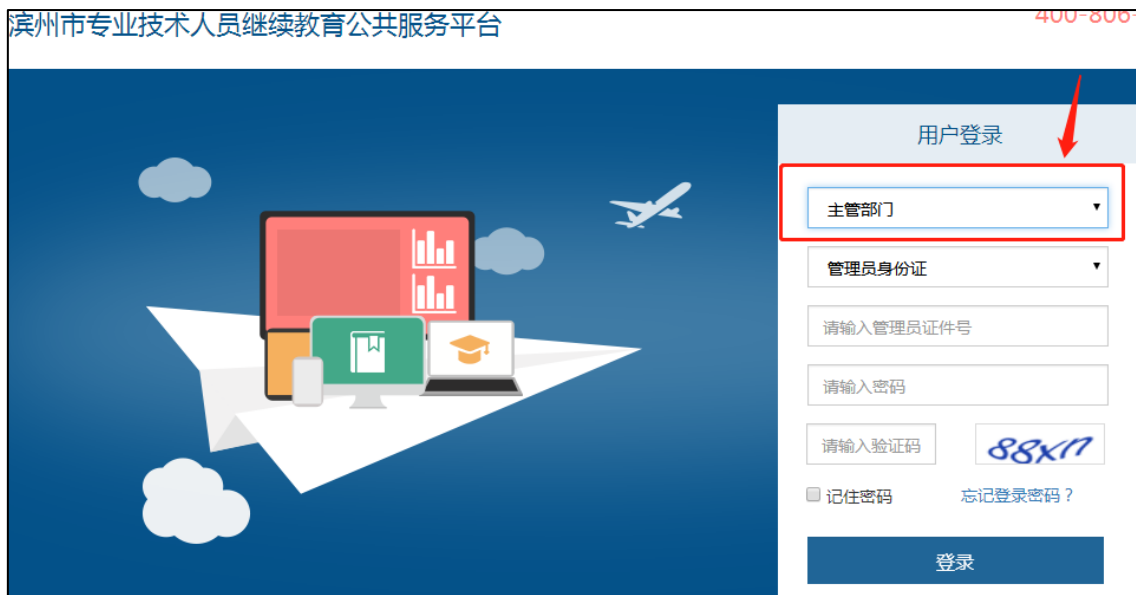 滨州市专业技术人员继续教育公共服务平台
400-806-
用户登录
主管部门
管理员身份证
请输入管理员证件号
请输入密码
请输入验证码
88xn
记住密码
忘记登录密码？
登录